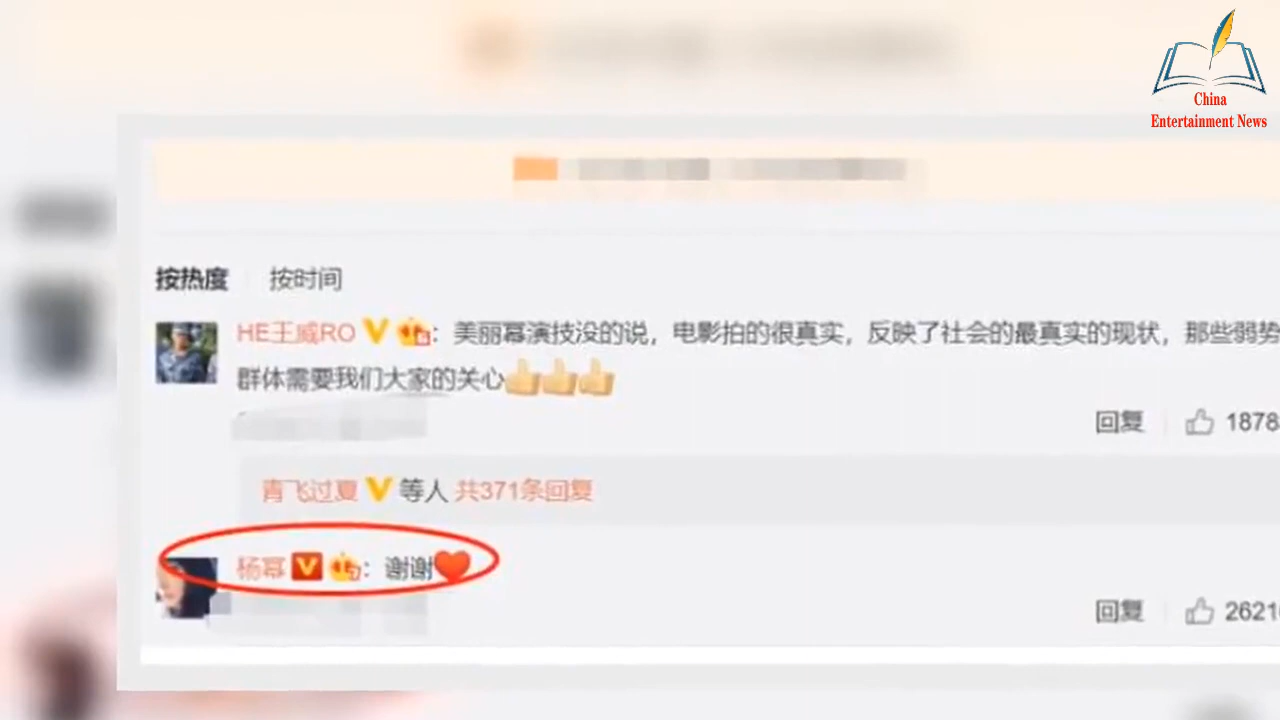 China
Entertainment News
按热度 按时间
HE王威RO : 美丽幂演技没的说，电影拍的很真实，反映了社会的最真实的现状，那些弱势
群体需要我们大家的关心
回复 1878
青飞过夏 等人 共371条回复
杨幂 : 谢谢
回复 2621